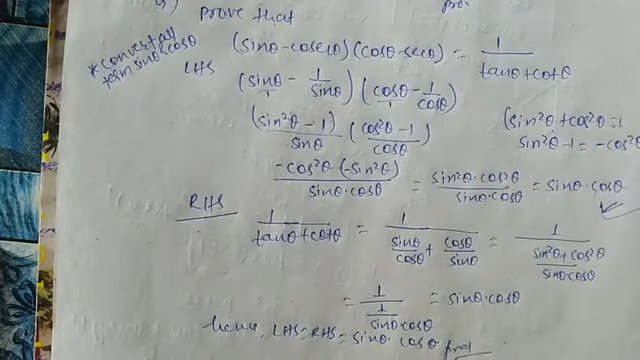 prove that
*convert all term sinθ & cosθ
(sinθ-cosecθ)(cosθ-secθ) = 1/(tanθ+cotθ)
LHS
(sinθ/1 - 1/sinθ)(cosθ/1 - 1/cosθ)
(sin²θ-1)/sinθ (cos²θ-1)/cosθ
(sin²θ+cos²θ=1
sin²θ-1=-cos²θ
-cos²θ(-sin²θ)/sinθ·cosθ = sin²θ·cos²θ/sinθ·cosθ = sinθ·cosθ
RHS
1/(tanθ+cotθ) = 1/(sinθ/cosθ + cosθ/sinθ) = 1/((sin²θ+cos²θ)/sinθ·cosθ)
= 1/(1/sinθ·cosθ) = sinθ·cosθ
hence LHS=RHS=sinθ·cosθ